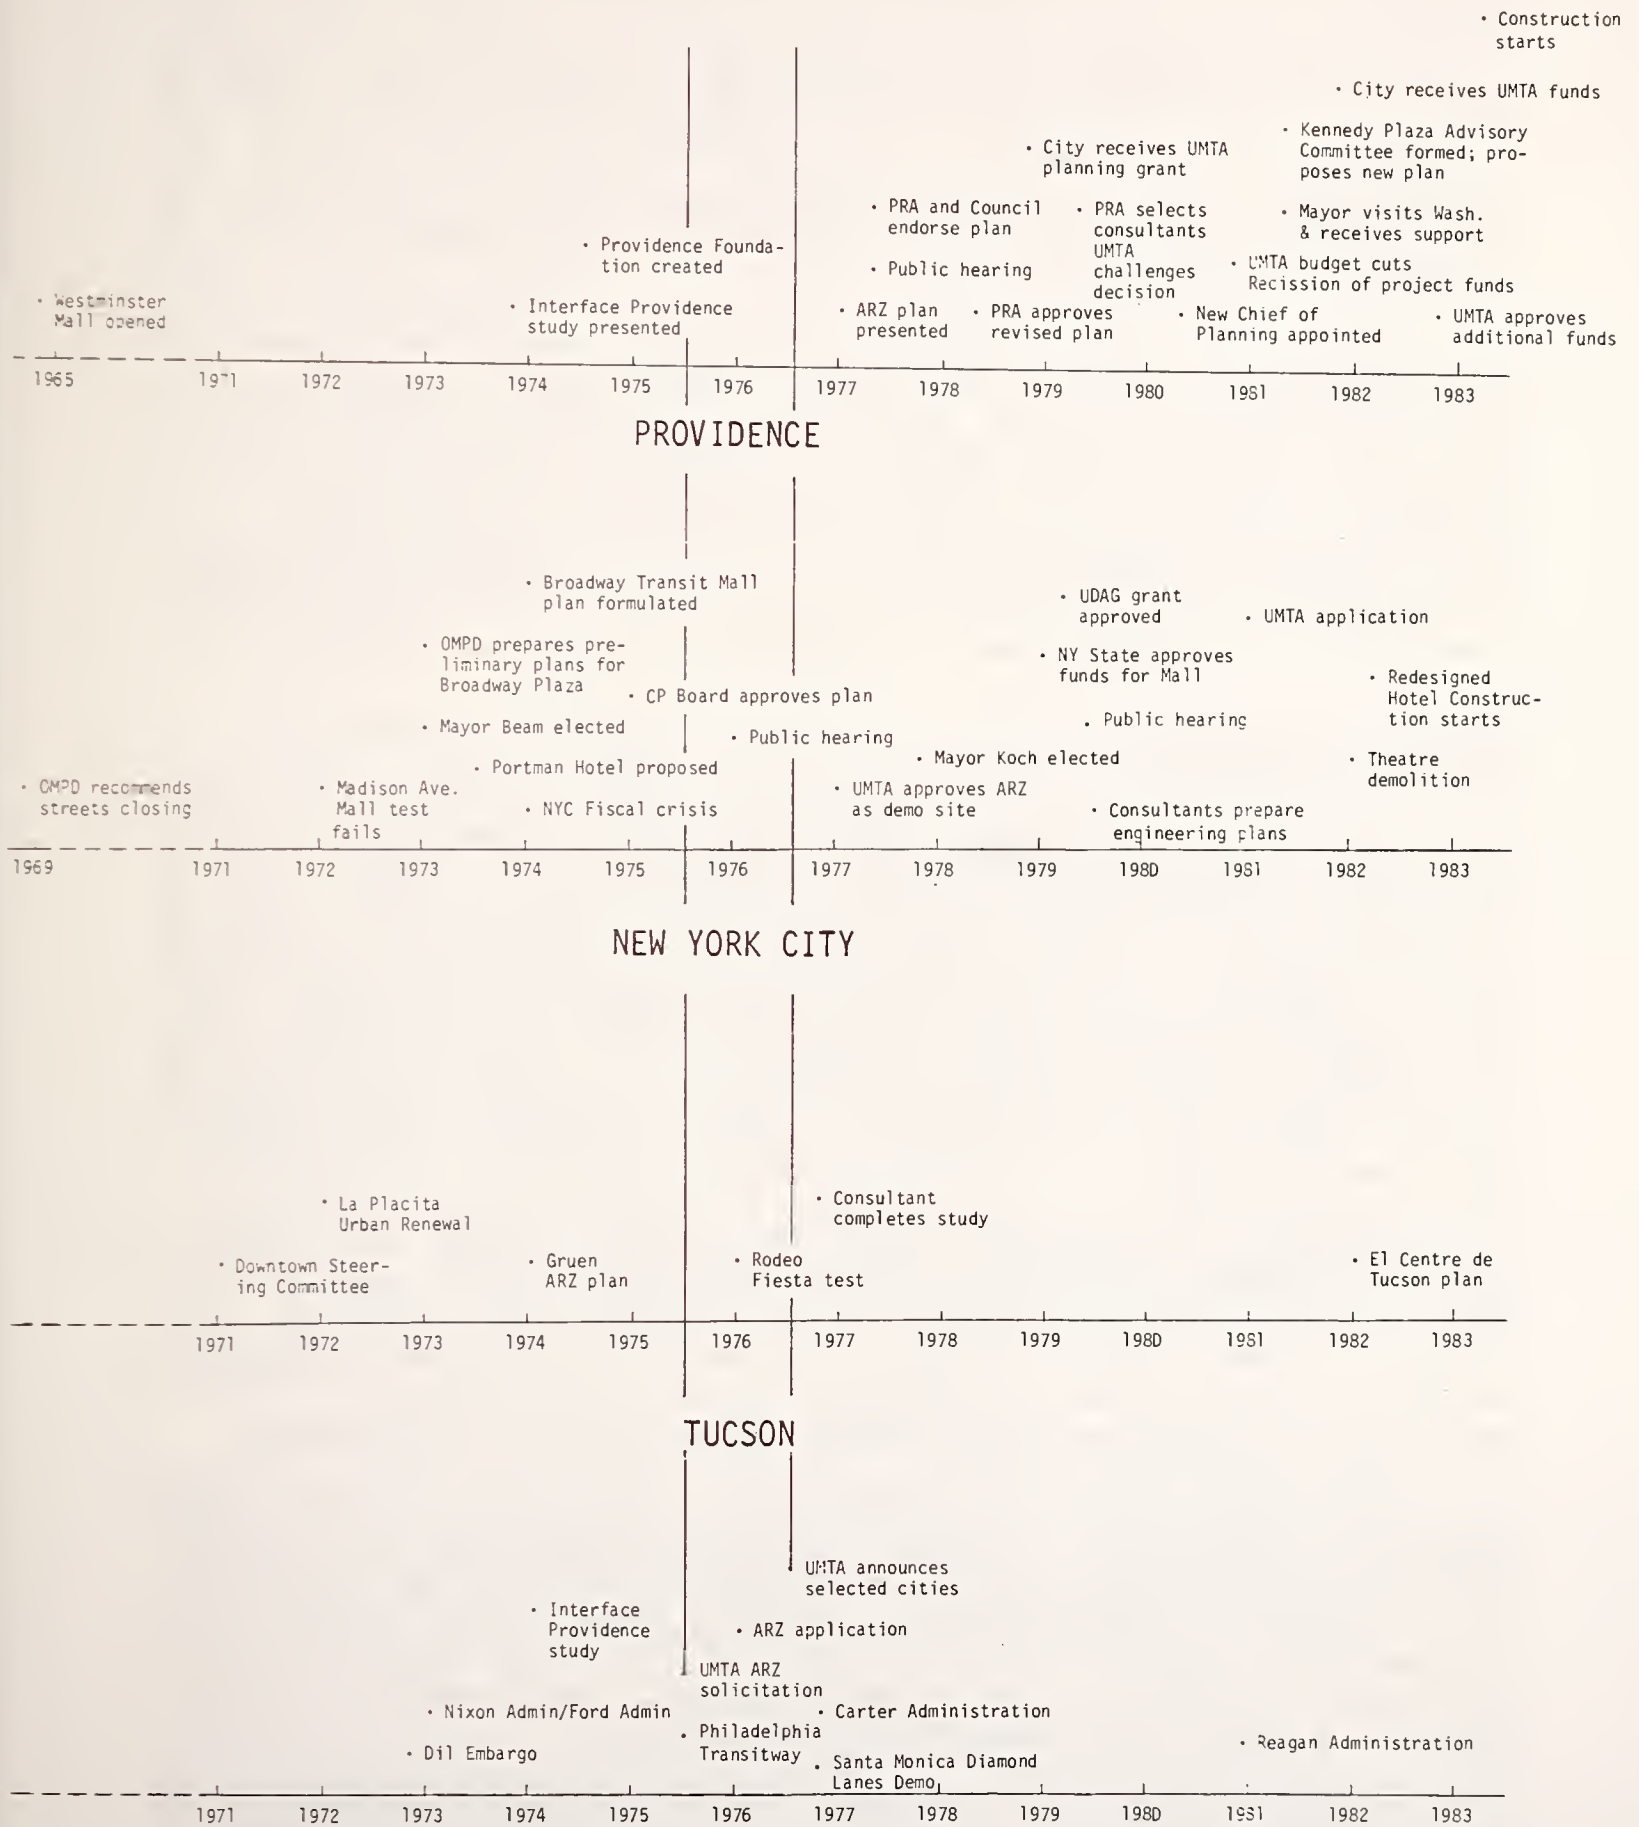 • Construction
starts
• City receives UMTA funds
• Kennedy Plaza Advisory
Committee formed; pro-
poses new plan
• City receives UMTA
planning grant
• PRA and Council
endorse plan
• PRA selects
consultants
UMTA
challenges
decision
• Mayor visits Wash.
& receives support
• Providence Founda-
tion created
• Public hearing
• UMTA budget cuts
Recission of project funds
• Westminster
Mall opened
• Interface Providence
study presented
• ARZ plan
presented
• PRA approves
revised plan
• New Chief of
Planning appointed
• UMTA approves
additional funds
1965 1971 1972 1973 1974 1975 1976 1977 1978 1979 1980 1981 1982 1983
PROVIDENCE
• Broadway Transit Mall
plan formulated
• UDAG grant
approved
• UMTA application
• OMPD prepares pre-
liminary plans for
Broadway Plaza
• NY State approves
funds for Mall
• Redesigned
Hotel Construc-
tion starts
• CP Board approves plan
• Mayor Beam elected
• Public hearing
• Public hearing
• Portman Hotel proposed
• Mayor Koch elected
• Theatre
demolition
• OMPD recommends
streets closing
• Madison Ave.
Mall test
fails
• NYC Fiscal crisis
• UMTA approves ARZ
as demo site
• Consultants prepare
engineering plans
1969 1971 1972 1973 1974 1975 1976 1977 1978 1979 1980 1981 1982 1983
NEW YORK CITY
• La Placita
Urban Renewal
• Consultant
completes study
• Downtown Steer-
ing Committee
• Gruen
ARZ plan
• Rodeo
Fiesta test
• El Centre de
Tucson plan
1971 1972 1973 1974 1975 1976 1977 1978 1979 1980 1981 1982 1983
TUCSON
UMTA announces
selected cities
• Interface
Providence
study
• ARZ application
UMTA ARZ
solicitation
• Nixon Admin/Ford Admin
• Carter Administration
• Philadelphia
Transitway
• Oil Embargo
• Santa Monica Diamond
Lanes Demo
• Reagan Administration
1971 1972 1973 1974 1975 1976 1977 1978 1979 1980 1981 1982 1983